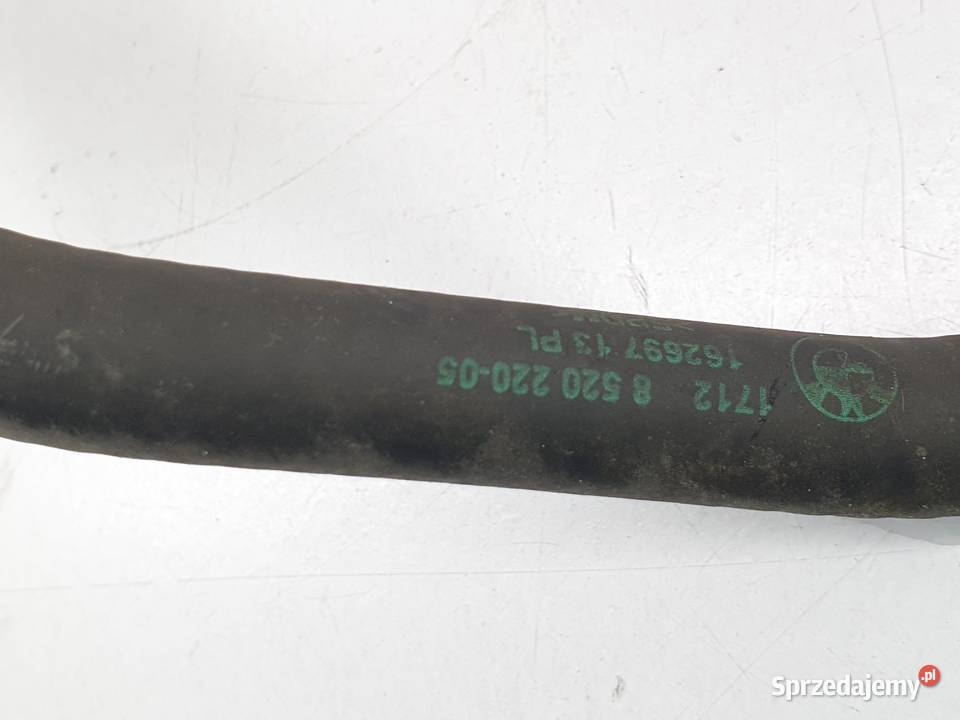 1712 8 520 220-05
162697 13 PL
Sprzedajemy.pl